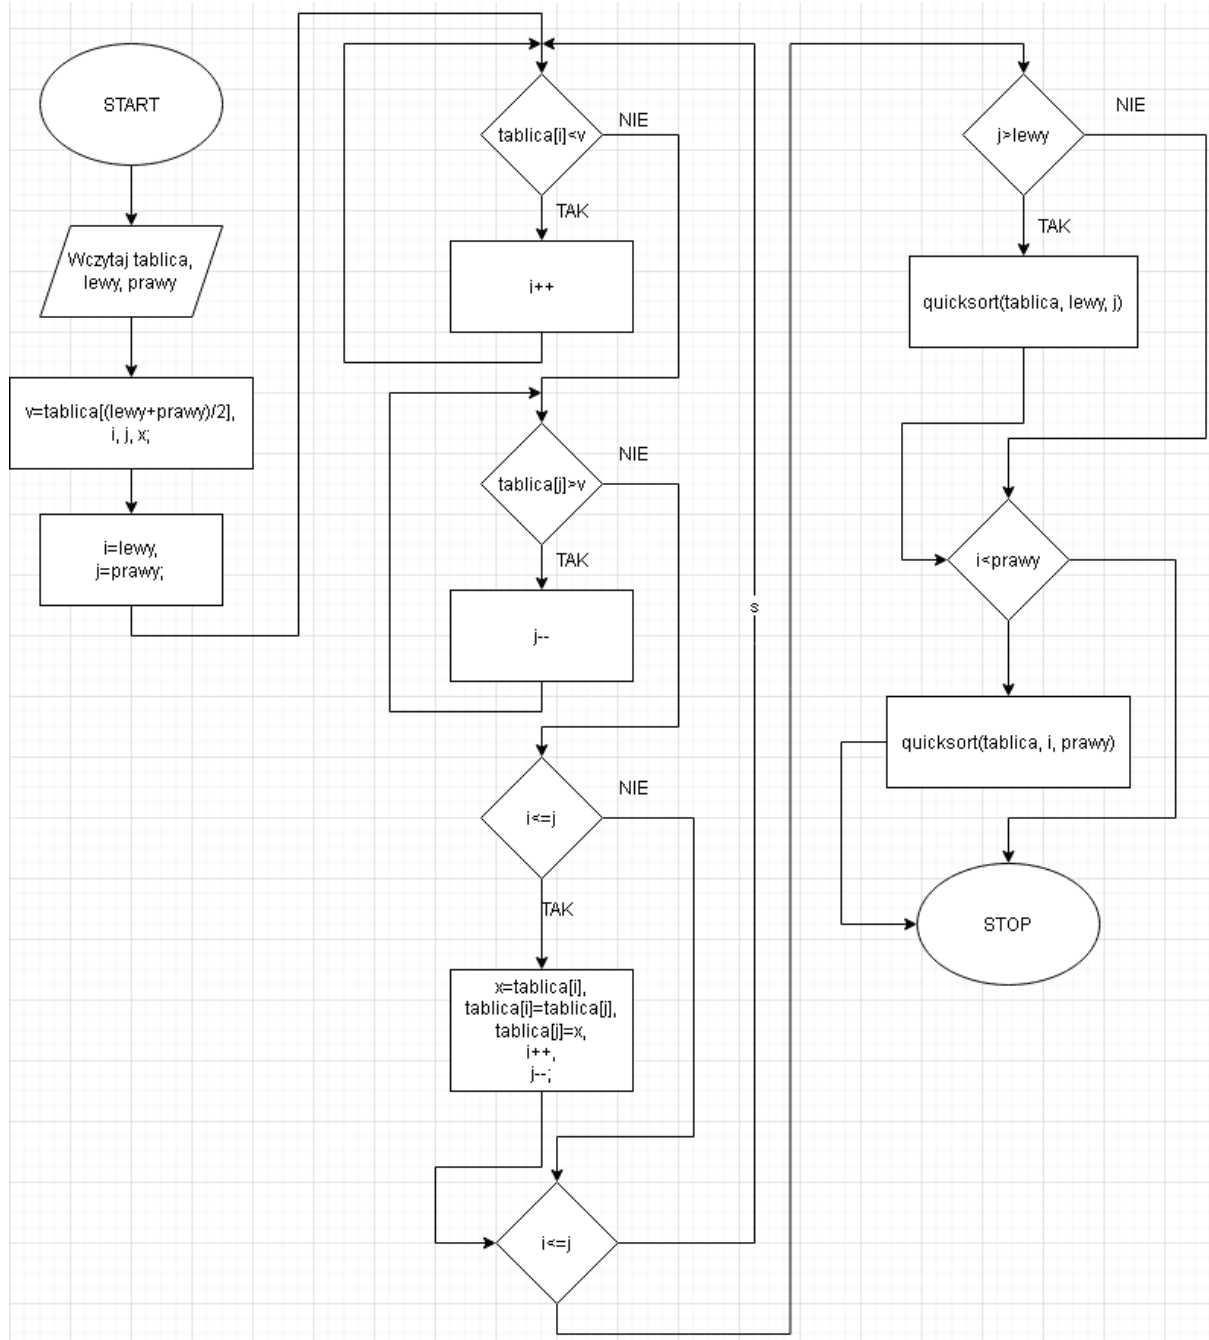 START
Wczytaj tablica,
lewy, prawy
v=tablica[(lewy+prawy)/2],
i, j, x;
i=lewy,
j=prawy;
tablica[i]<v
NIE
TAK
i++
tablica[j]>v
NIE
TAK
j--
i<=j
NIE
TAK
x=tablica[i],
tablica[i]=tablica[j],
tablica[j]=x,
i++,
j--;
i<=j
s
j>lewy
NIE
TAK
quicksort(tablica, lewy, j)
i<prawy
quicksort(tablica, i, prawy)
STOP